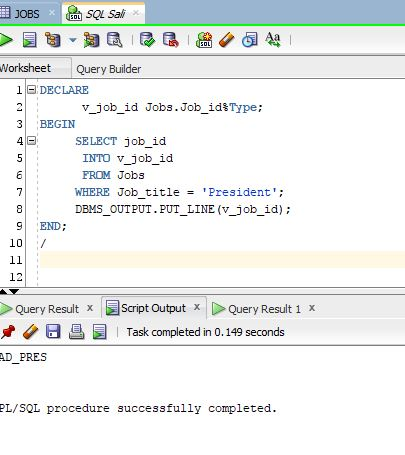 JOBS SQL Sali
SQL
Aa
Worksheet Query Builder
1 DECLARE
2 v_job_id Jobs.Job_id%Type;
3 BEGIN
4 SELECT job_id
5 INTO v_job_id
6 FROM Jobs
7 WHERE Job_title = 'President';
8 DBMS_OUTPUT.PUT_LINE(v_job_id);
9 END;
10 /
11
12
Query Result x Script Output x Query Result 1 x
Task completed in 0.149 seconds
AD_PRES
PL/SQL procedure successfully completed.